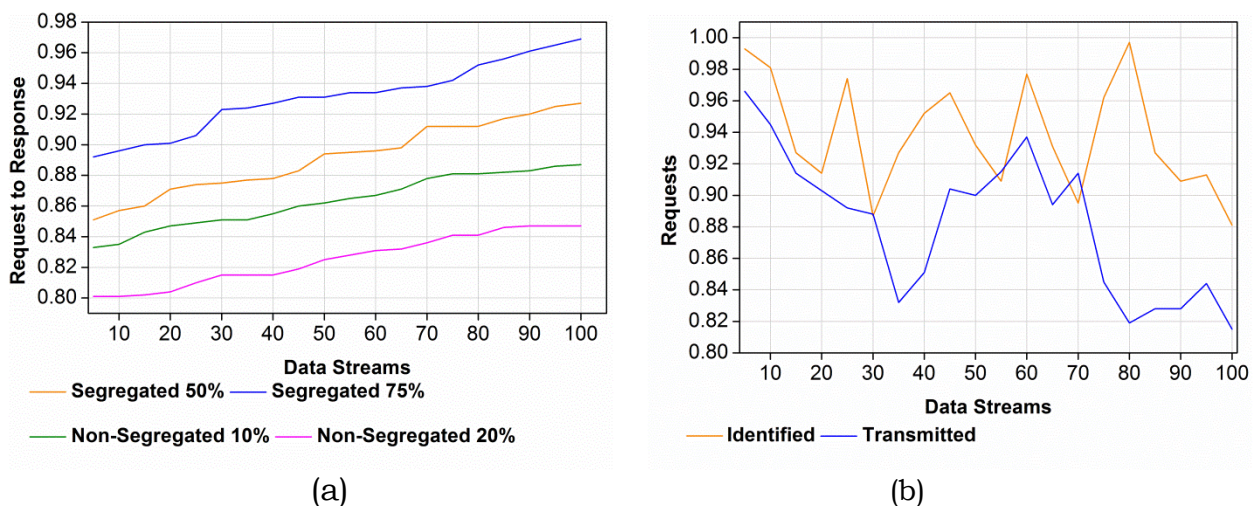 0.98
0.96
0.94
0.92
0.90
0.88
0.86
0.84
0.82
0.80
Request to Response
10 20 30 40 50 60 70 80 90 100
Data Streams
Segregated 50% Segregated 75%
Non-Segregated 10% Non-Segregated 20%
(a)
1.00
0.98
0.96
0.94
0.92
0.90
0.88
0.86
0.84
0.82
0.80
Requests
10 20 30 40 50 60 70 80 90 100
Data Streams
Identified Transmitted
(b)